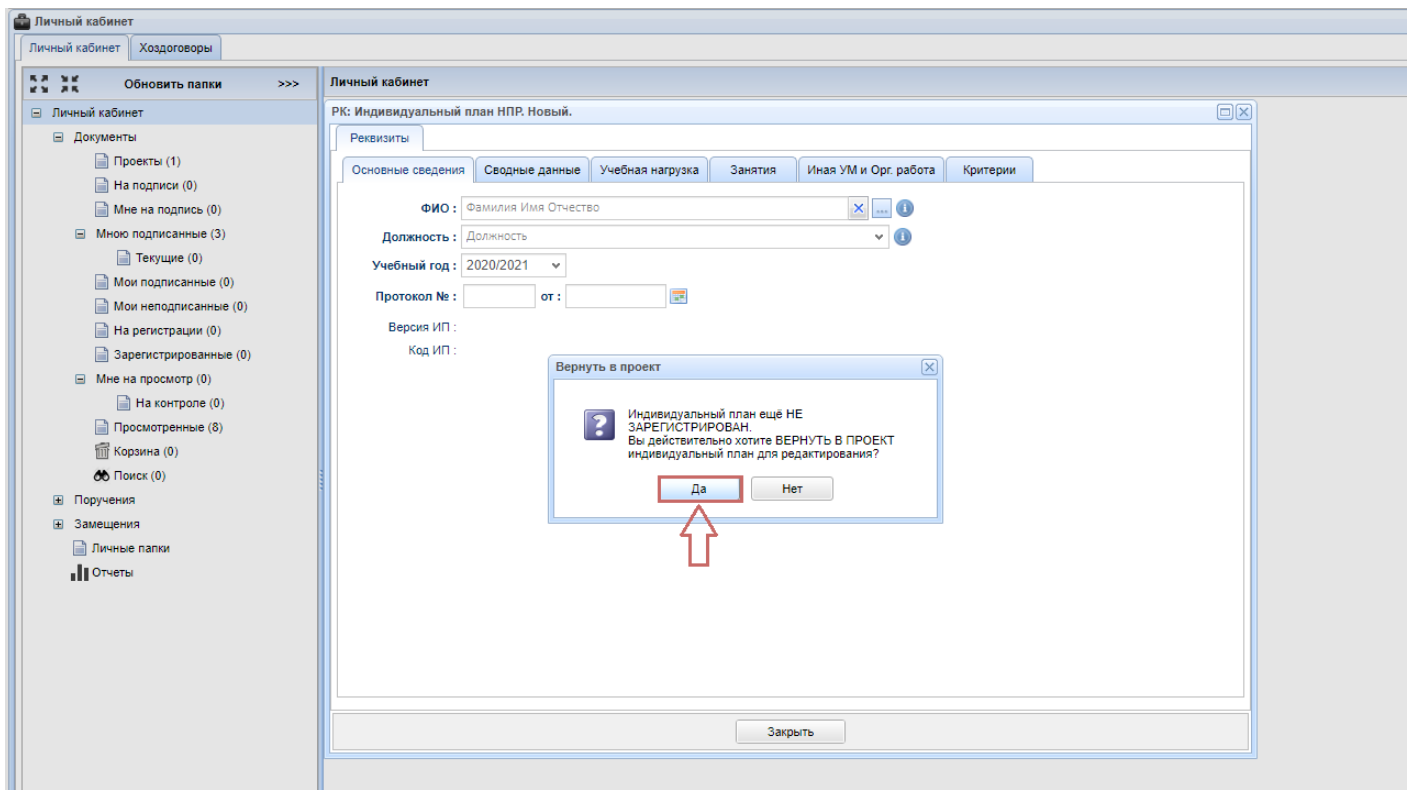 Личный кабинет
Личный кабинет Хоздоговоры
Обновить папки >>>
Личный кабинет
Документы
Проекты (1)
На подписи (0)
Мне на подпись (0)
Мною подписанные (3)
Текущие (0)
Мои подписанные (0)
Мои неподписанные (0)
На регистрации (0)
Зарегистрированные (0)
Мне на просмотр (0)
На контроле (0)
Просмотренные (8)
Корзина (0)
Поиск (0)
Поручения
Замещения
Личные папки
Отчеты
Личный кабинет
РК: Индивидуальный план НПР. Новый.
Реквизиты
Основные сведения Сводные данные Учебная нагрузка Занятия Иная УМ и Орг. работа Критерии
ФИО : Фамилия Имя Отчество ...
Должность : Должность
Учебный год : 2020/2021
Протокол № : от :
Версия ИП :
Код ИП :
Вернуть в проект
Индивидуальный план ещё НЕ
ЗАРЕГИСТРИРОВАН.
Вы действительно хотите ВЕРНУТЬ В ПРОЕКТ
индивидуальный план для редактирования?
Да Нет
Закрыть